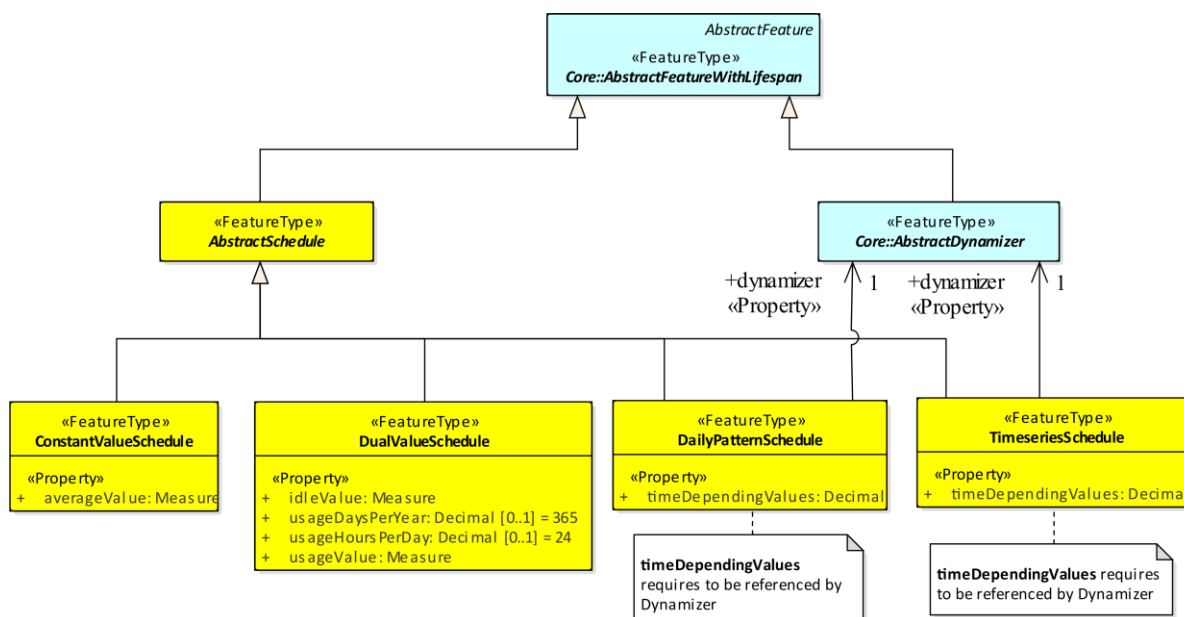 AbstractFeature
«FeatureType»
Core::AbstractFeatureWithLifespan
«FeatureType»
AbstractSchedule
«FeatureType»
Core::AbstractDynamizer
+dynamizer 1
«Property»
+dynamizer 1
«Property»
«FeatureType»
ConstantValueSchedule
«Property»
+ averageValue: Measure
«FeatureType»
DualValueSchedule
«Property»
+ idleValue: Measure
+ usageDaysPerYear: Decimal [0..1] = 365
+ usageHoursPerDay: Decimal [0..1] = 24
+ usageValue: Measure
«FeatureType»
DailyPatternSchedule
«Property»
+ timeDependingValues: Decimal
«FeatureType»
TimeseriesSchedule
«Property»
+ timeDependingValues: Decima
timeDependingValues
requires to be referenced by
Dynamizer
timeDependingValues requires
to be referenced by Dynamizer